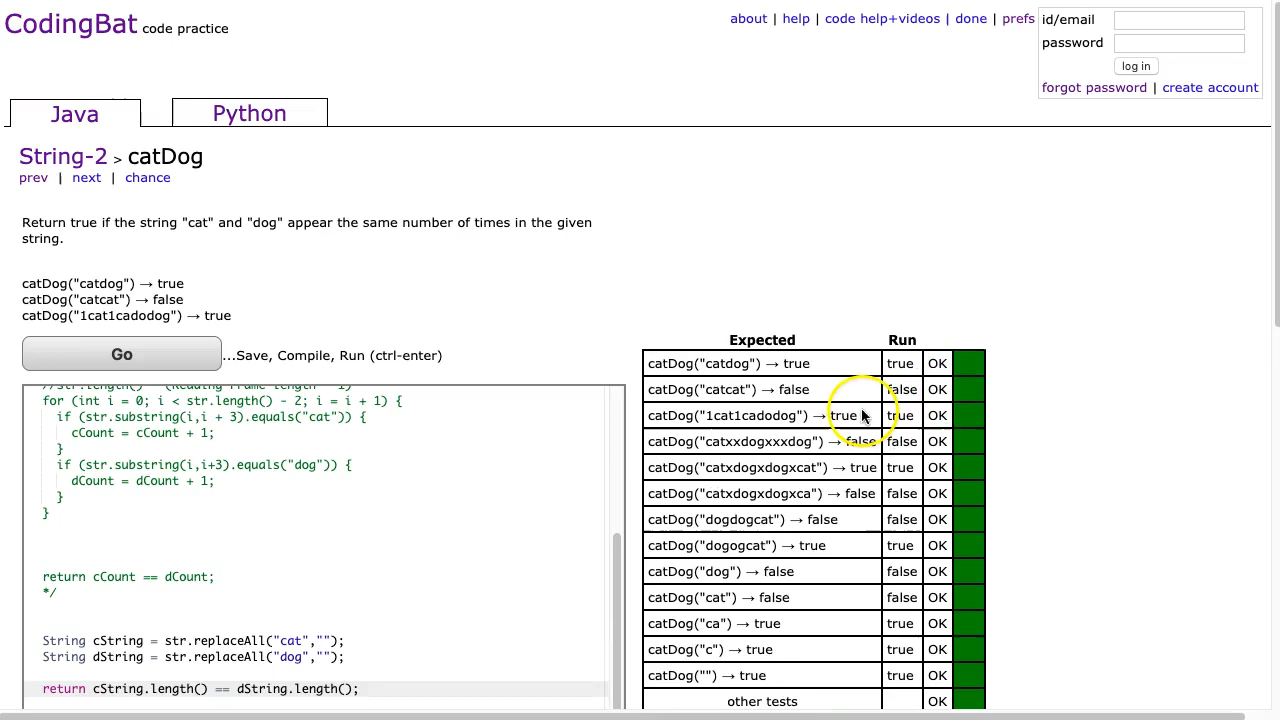 CodingBat code practice
about | help | code help+videos | done | prefs
id/email
password
log in
forgot password | create account
Java
Python
String-2 > catDog
prev | next | chance
Return true if the string "cat" and "dog" appear the same number of times in the given
string.
catDog("catdog") → true
catDog("catcat") → false
catDog("1cat1cadodog") → true
Go
...Save, Compile, Run (ctrl-enter)
for (int i = 0; i < str.length() - 2; i = i + 1) {
if (str.substring(i,i + 3).equals("cat")) {
cCount = cCount + 1;
}
if (str.substring(i,i+3).equals("dog")) {
dCount = dCount + 1;
}
}
return cCount == dCount;
*/
String cString = str.replaceAll("cat","");
String dString = str.replaceAll("dog","");
return cString.length() == dString.length();
Expected Run
catDog("catdog") → true true OK
catDog("catcat") → false false OK
catDog("1cat1cadodog") → true true OK
catDog("catxxdogxxxdog") → false false OK
catDog("catxdogxdogxcat") → true true OK
catDog("catxdogxdogxca") → false false OK
catDog("dogdogcat") → false false OK
catDog("dogogcat") → true true OK
catDog("dog") → false false OK
catDog("cat") → false false OK
catDog("ca") → true true OK
catDog("c") → true true OK
catDog("") → true true OK
other tests OK